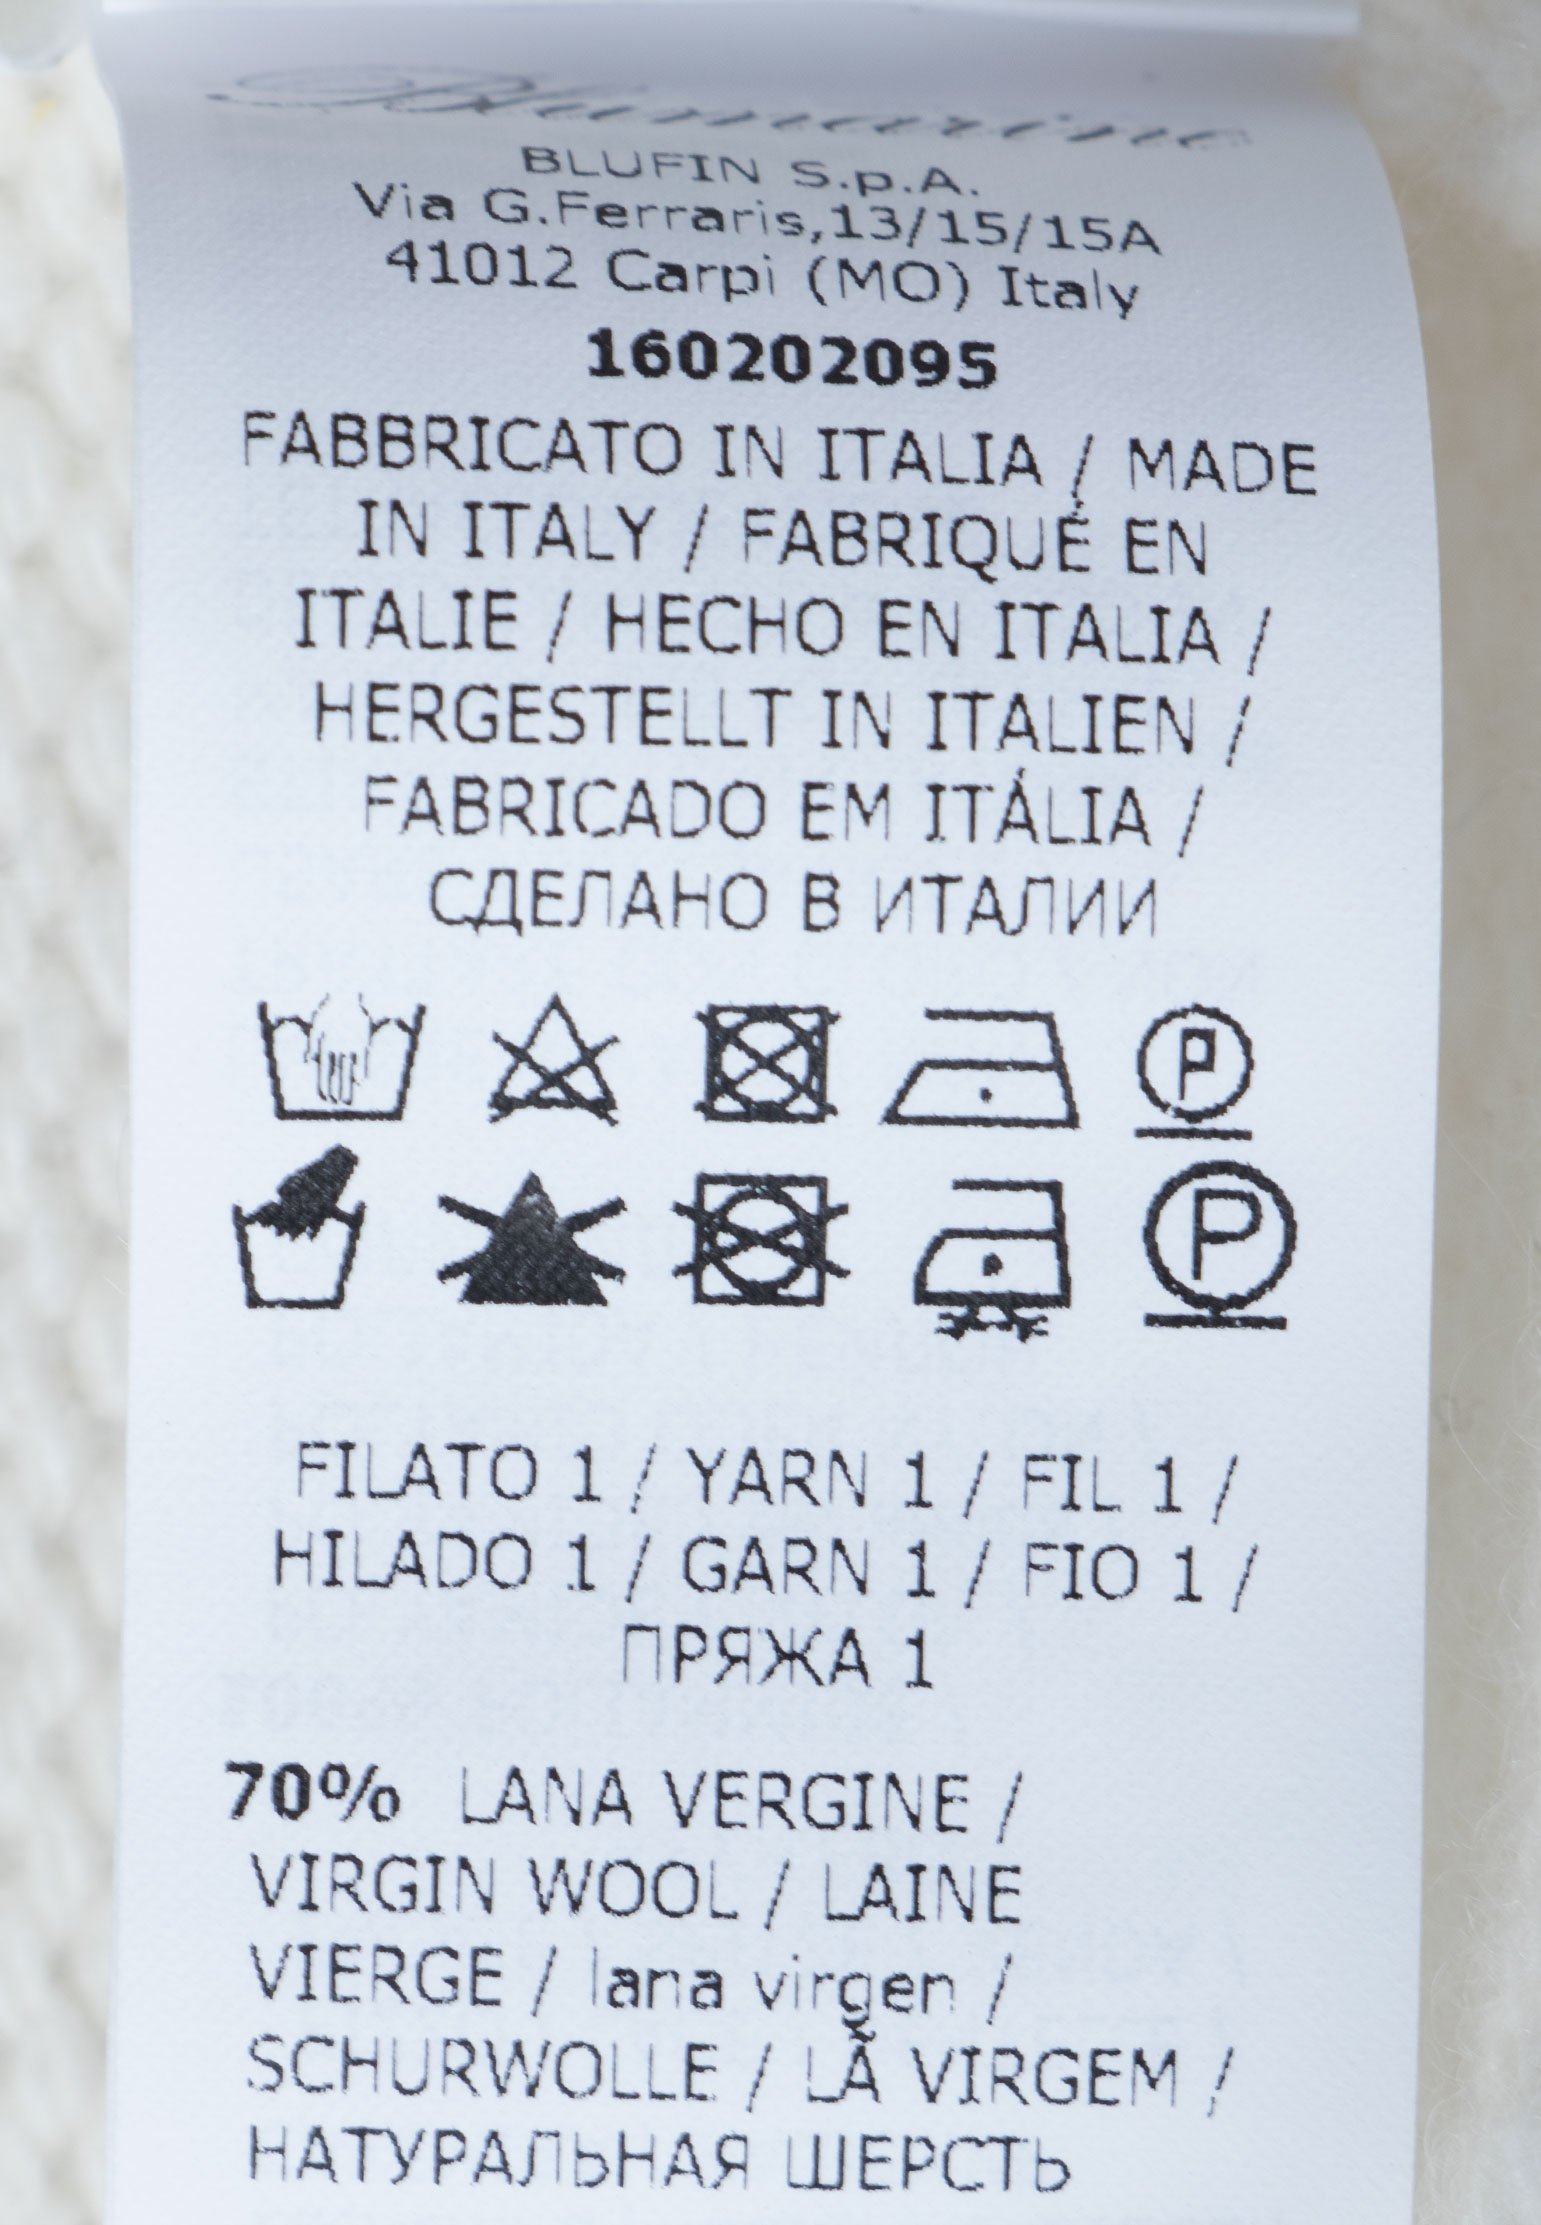 Blumarine
BLUFIN S.p.A.
Via G.Ferraris,13/15/15A
41012 Carpi (MO) Italy
160202095
FABBRICATO IN ITALIA / MADE
IN ITALY / FABRIQUÉ EN
ITALIE / HECHO EN ITALIA /
HERGESTELLT IN ITALIEN /
FABRICADO EM ITÁLIA /
СДЕЛАНО В ИТАЛИИ
P
P
FILATO 1 / YARN 1 / FIL 1 /
HILADO 1 / GARN 1 / FIO 1 /
ПРЯЖА 1
70% LANA VERGINE /
VIRGIN WOOL / LAINE
VIERGE / lana virgen /
SCHURWOLLE / LÃ VIRGEM /
НАТУРАЛЬНАЯ ШЕРСТЬ